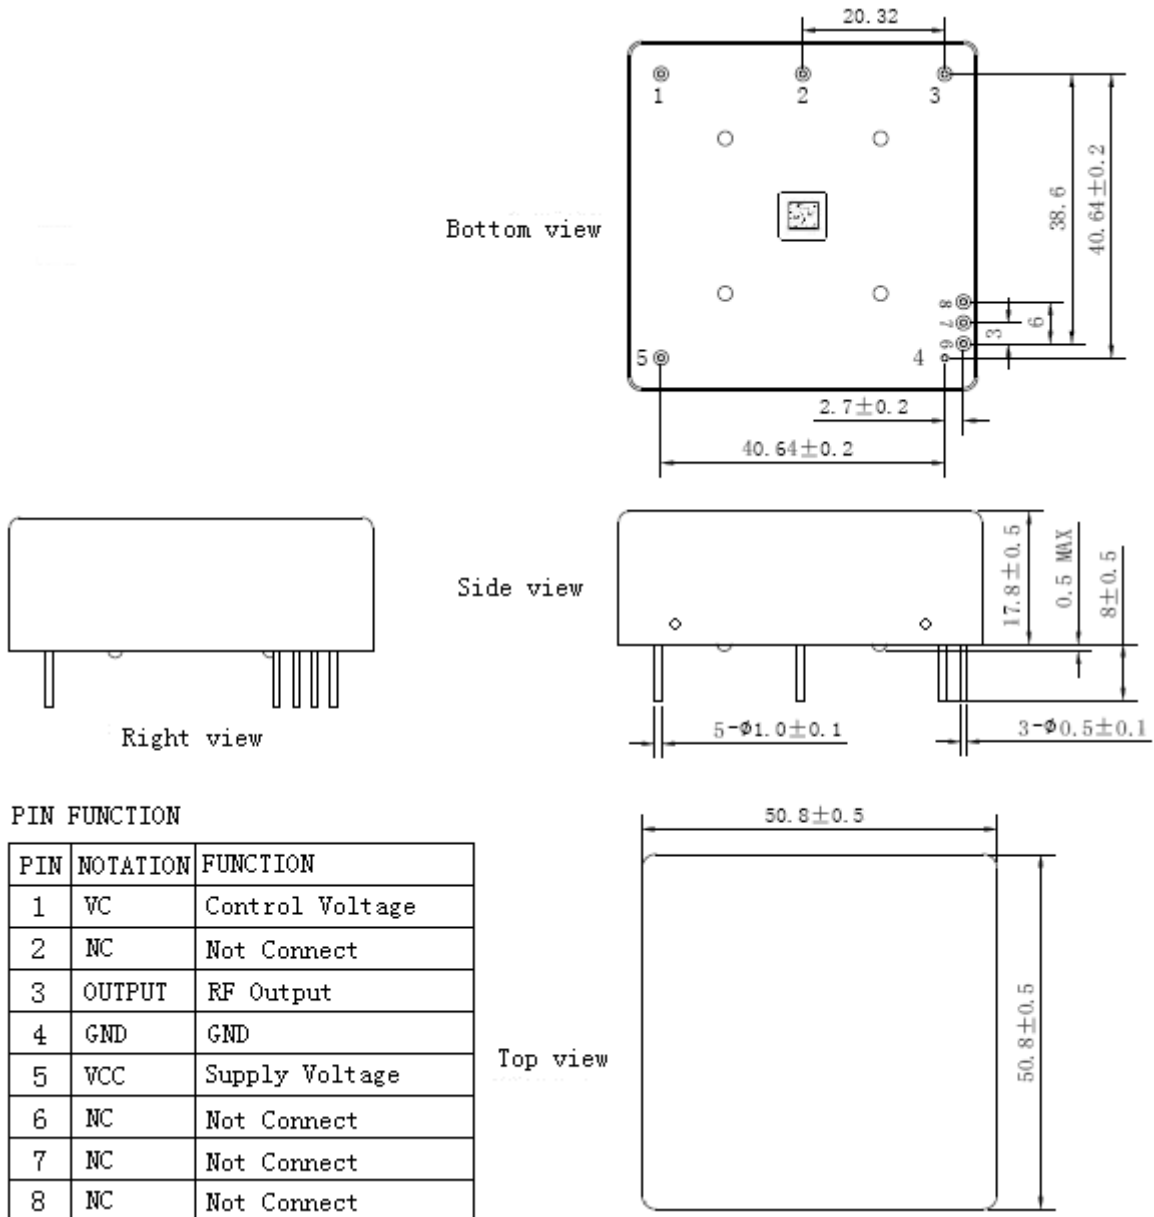 20.32
1
2
3
38.6
40.64±0.2
Bottom view
8
7
6
3
6
5
4
2.7±0.2
40.64±0.2
17.8±0.5
0.5 MAX
8±0.5
Side view
Right view
5-Φ1.0±0.1
3-Φ0.5±0.1
PIN FUNCTION
PIN NOTATION FUNCTION
1 VC Control Voltage
2 NC Not Connect
3 OUTPUT RF Output
4 GND GND
5 VCC Supply Voltage
6 NC Not Connect
7 NC Not Connect
8 NC Not Connect
50.8±0.5
50.8±0.5
Top view